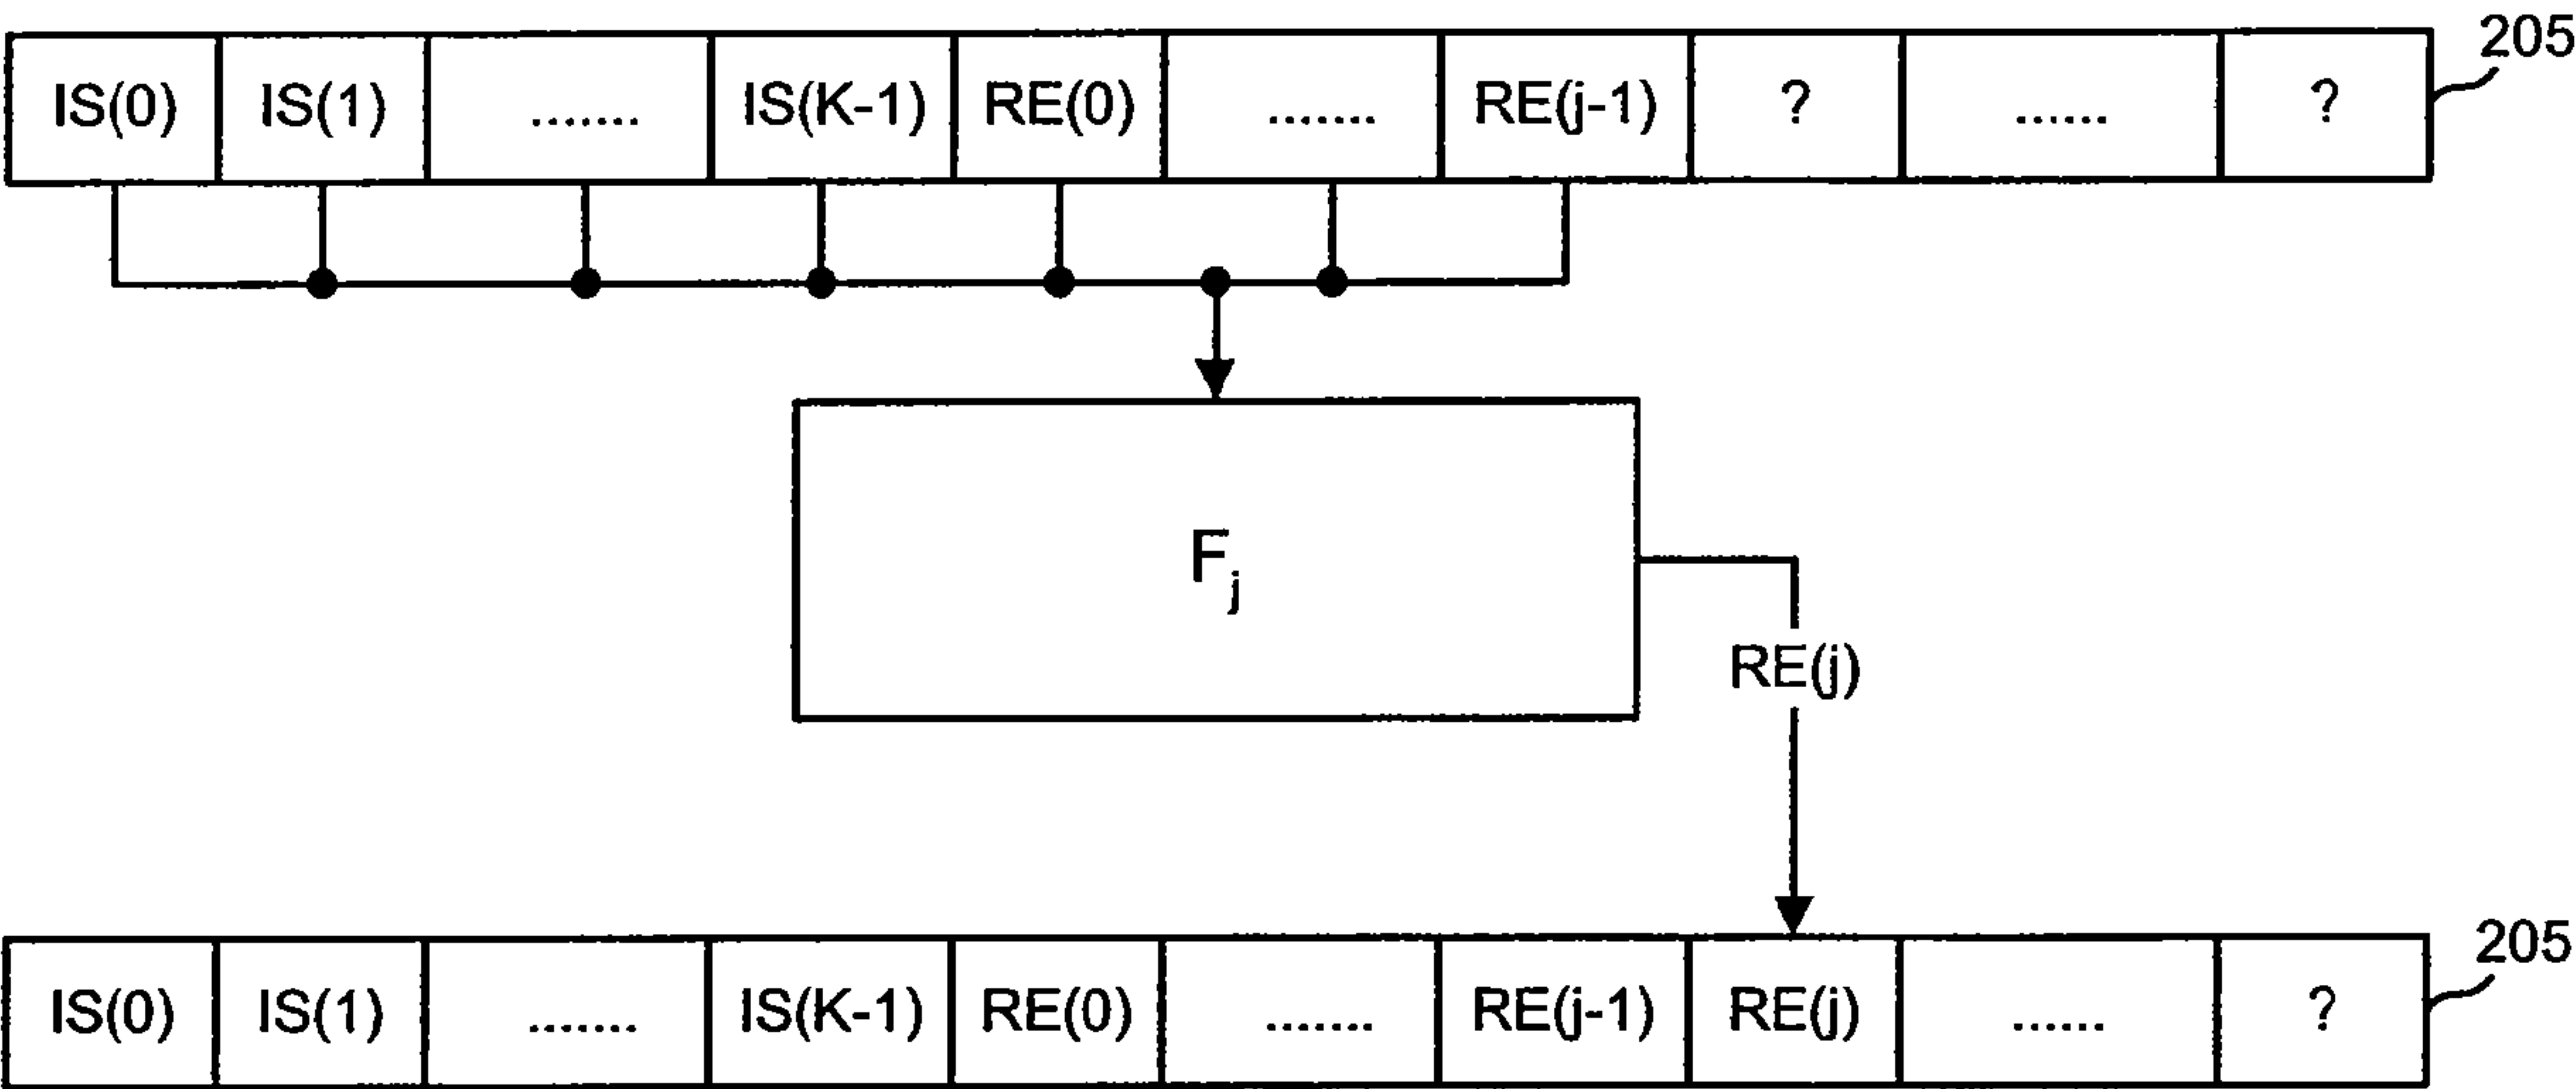 205
IS(0) IS(1) ....... IS(K-1) RE(0) ....... RE(j-1) ? ...... ?
Fj
RE(j)
205
IS(0) IS(1) ....... IS(K-1) RE(0) ....... RE(j-1) RE(j) ...... ?